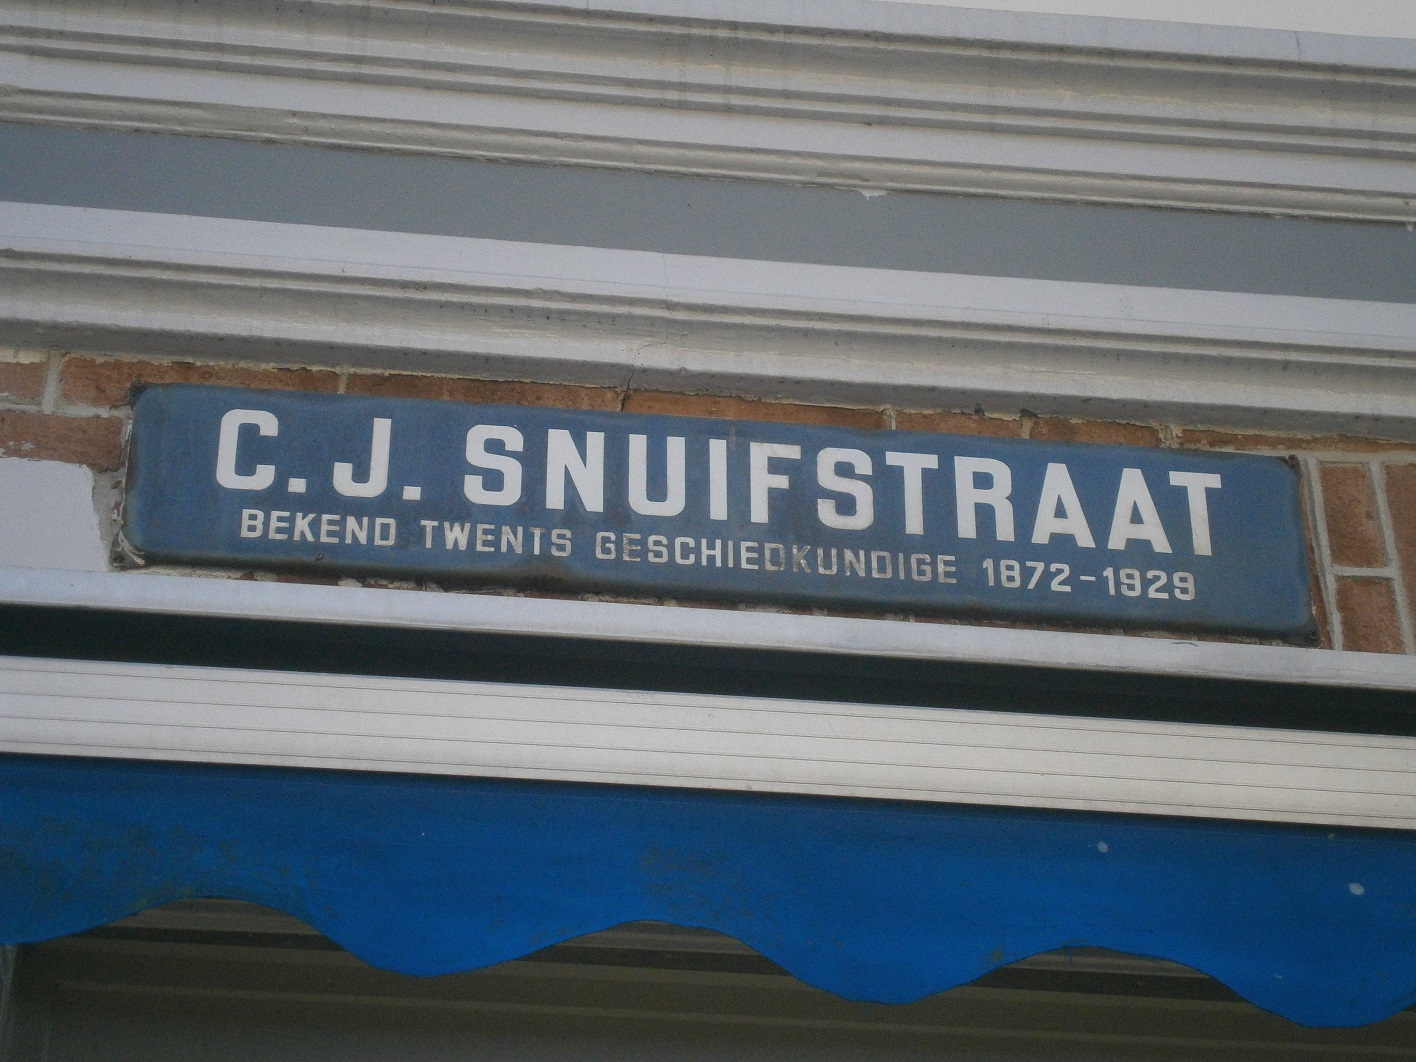 C.J. SNUIFSTRAAT
BEKEND TWENTS GESCHIEDKUNDIGE 1872-1929